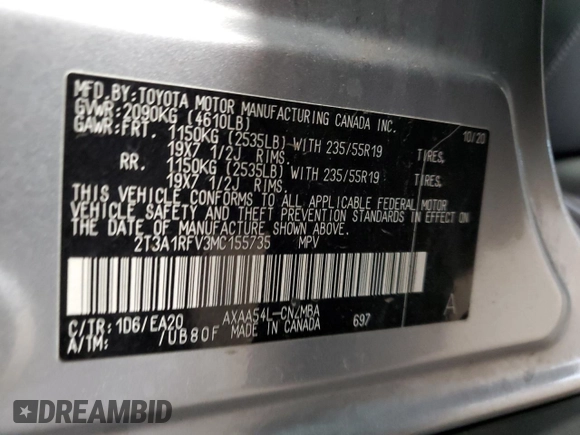 MFD. BY: TOYOTA MOTOR MANUFACTURING CANADA INC.
GVWR: 2090KG (4610LB) 10/20
GAWR: FRT. 1150KG (2535LB) WITH 235/55R19 TIRES.
19X7 1/2J RIMS.
RR. 1150KG (2535LB) WITH 235/55R19 TIRES.
19X7 1/2J RIMS.
THIS VEHICLE CONFORMS TO ALL APPLICABLE FEDERAL MOTOR
VEHICLE SAFETY AND THEFT PREVENTION STANDARDS IN EFFECT ON
THE DATE OF MANUFACTURE SHOWN ABOVE.
2T3A1RFV3MC155735 MPV
A
C/TR: 1D6/EA20 AXAA54L-CNZMBA 697
A/TM: /UB80F MADE IN CANADA
DREAMBID